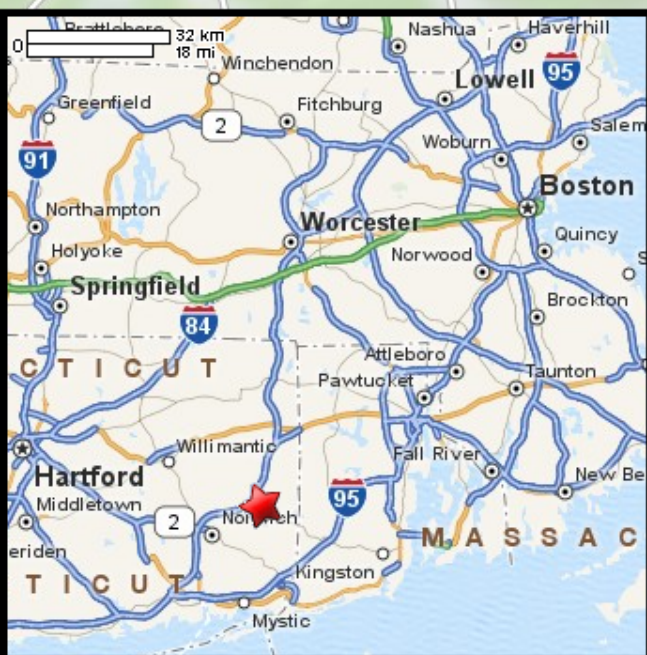 Brattleboro
32 km
0
18 mi
Nashua
Haverhill
Winchendon
Lowell
95
Greenfield
Fitchburg
2
Salem
Woburn
91
Boston
Northampton
Worcester
Quincy
Holyoke
Norwood
Springfield
S
Brockton
84
Attleboro
C T I C U T
Pawtucket
Taunton
Willimantic
Fall River
Hartford
95
New Be
Middletown
2
Norwich
eriden
M A S S A C
T I C U T
Kingston
Mystic